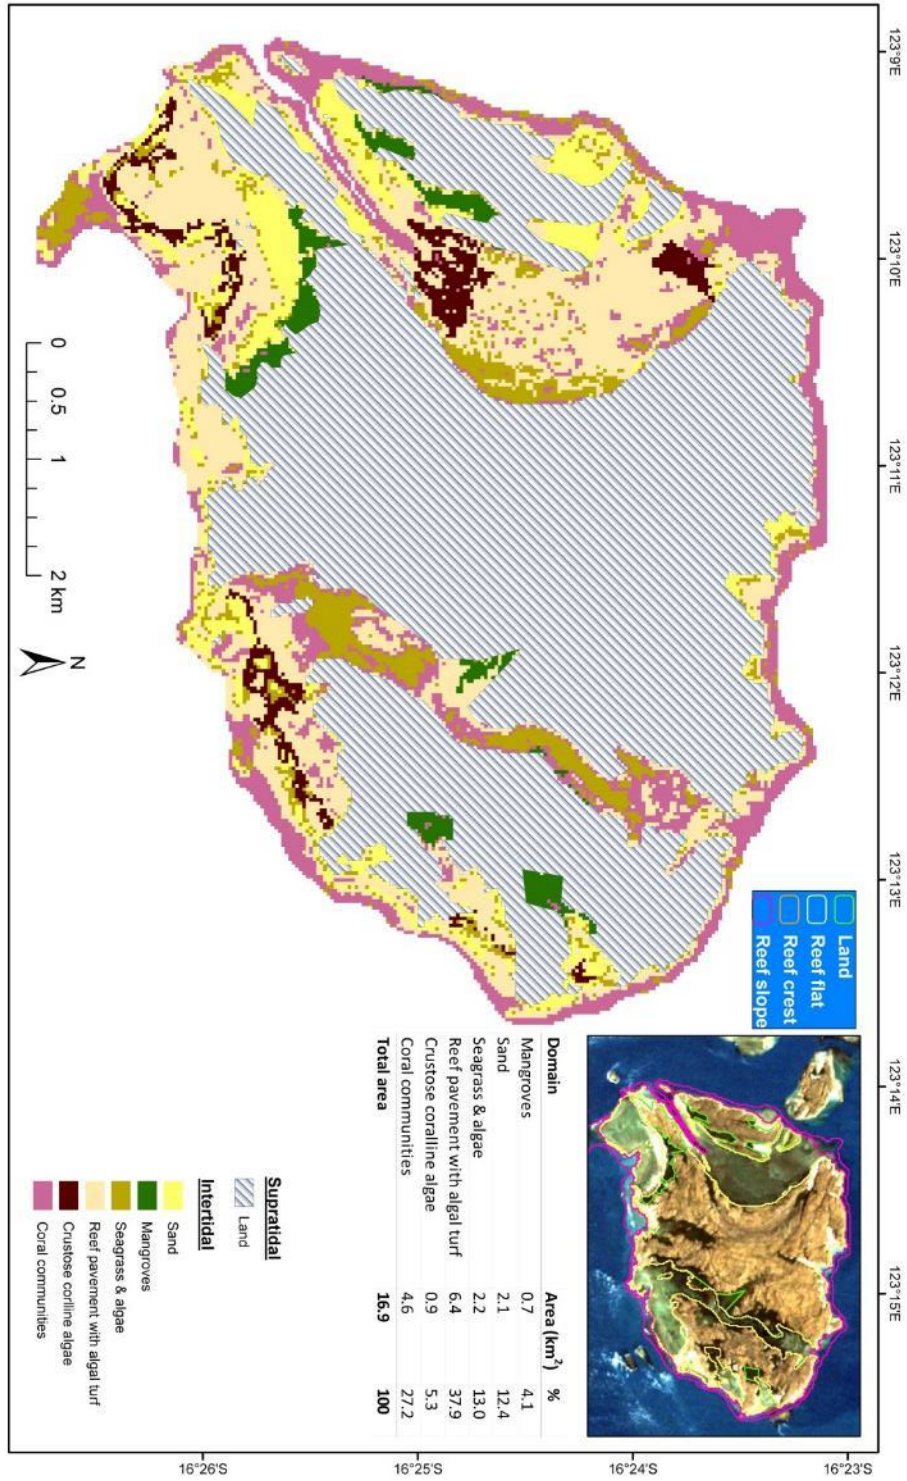 123°9'E
123°10'E
123°11'E
123°12'E
123°13'E
123°14'E
123°15'E
16°23'S
16°24'S
16°25'S
16°26'S
Land
Reef flat
Reef crest
Reef slope
Domain Area (km²) %
Mangroves 0.7 4.1
Sand 2.1 12.4
Seagrass & algae 2.2 13.0
Reef pavement with algal turf 6.4 37.9
Crustose coralline algae 0.9 5.3
Coral communities 4.6 27.2
Total area 16.9 100
Supratidal
Land
Intertidal
Sand
Mangroves
Seagrass & algae
Reef pavement with algal turf
Crustose corlline algae
Coral communities
0 0.5 1 2 km
N